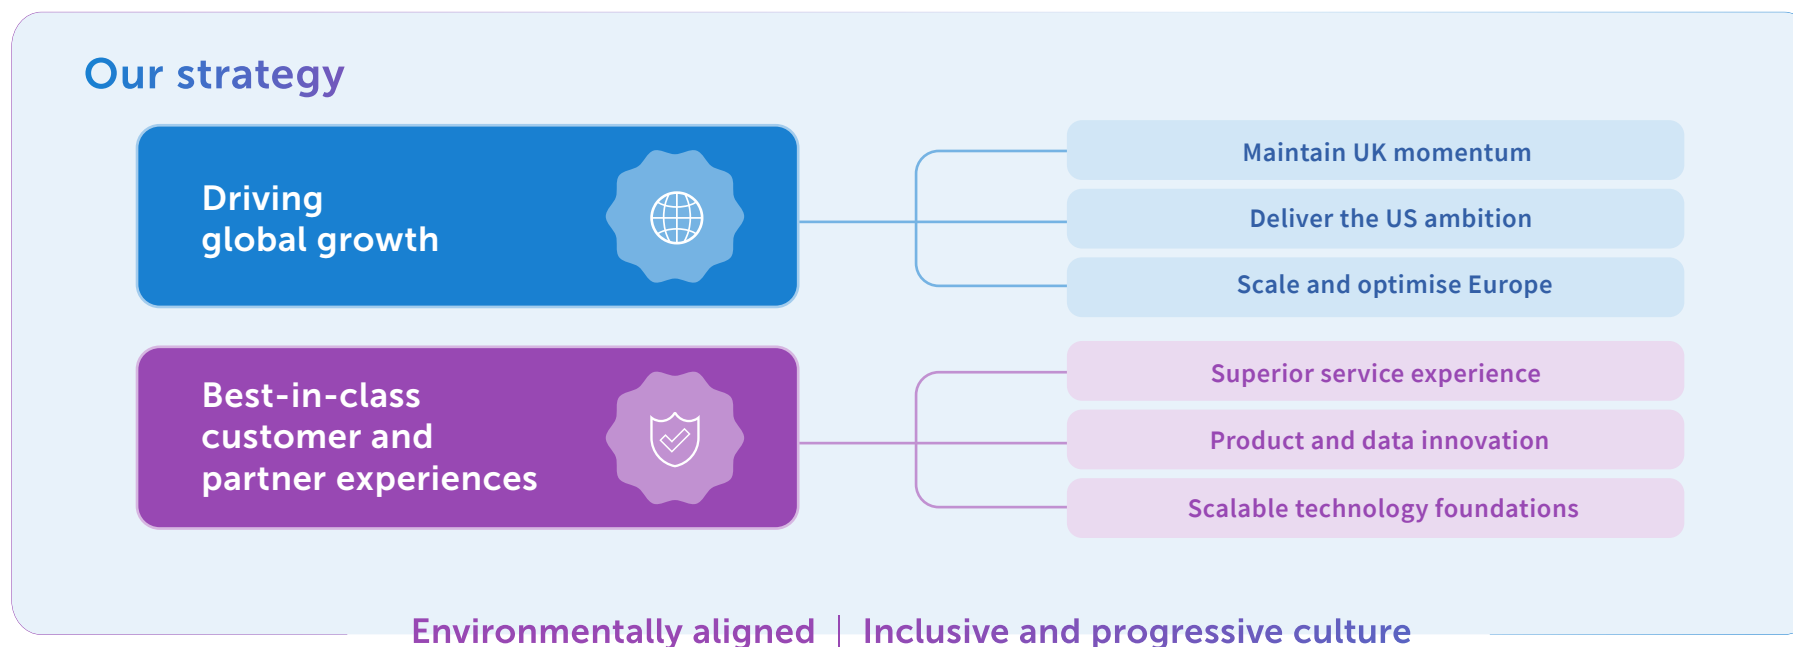 Our strategy
Driving
global growth
Maintain UK momentum
Deliver the US ambition
Scale and optimise Europe
Best-in-class
customer and
partner experiences
Superior service experience
Product and data innovation
Scalable technology foundations
Environmentally aligned | Inclusive and progressive culture